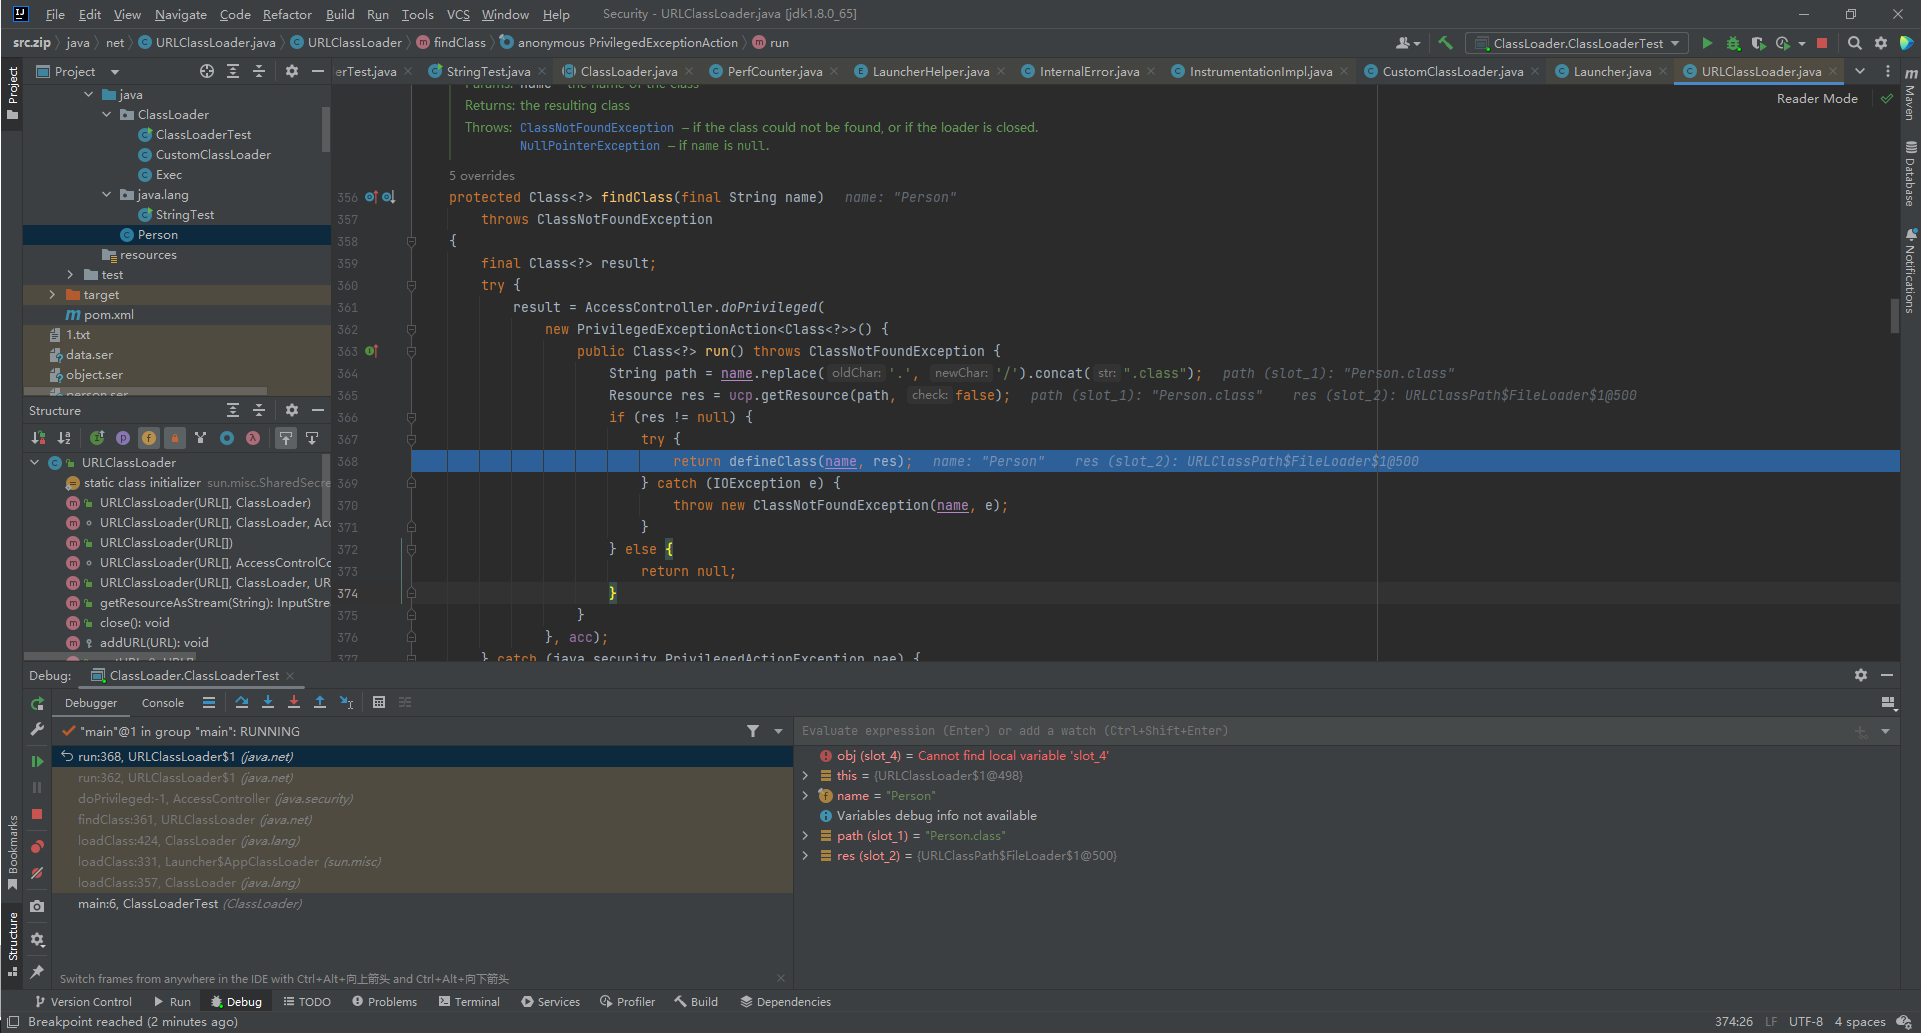 File Edit View Navigate Code Refactor Build Run Tools VCS Window Help Security - URLClassLoader.java [jdk1.8.0_65]
src.zip java net URLClassLoader.java URLClassLoader findClass anonymous PrivilegedExceptionAction run ClassLoader.ClassLoaderTest
Project
erTest.java StringTest.java ClassLoader.java PerfCounter.java LauncherHelper.java InternalError.java InstrumentationImpl.java CustomClassLoader.java Launcher.java URLClassLoader.java
Reader Mode
java
ClassLoader
ClassLoaderTest
CustomClassLoader
Exec
java.lang
StringTest
Person
resources
test
target
pom.xml
1.txt
data.ser
object.ser
person.ser
Structure
URLClassLoader
static class initializer sun.misc.SharedSecre
URLClassLoader(URL[], ClassLoader)
URLClassLoader(URL[], ClassLoader, Acc
URLClassLoader(URL[])
URLClassLoader(URL[], AccessControlCo
URLClassLoader(URL[], ClassLoader, UR
getResourceAsStream(String): InputStre
close(): void
addURL(URL): void
Params: name – the name of the class
Returns: the resulting class
Throws: ClassNotFoundException – if the class could not be found, or if the loader is closed.
NullPointerException – if name is null.
5 overrides
356 protected Class<?> findClass(final String name) name: "Person"
357 throws ClassNotFoundException
358 {
359 final Class<?> result;
360 try {
361 result = AccessController.doPrivileged(
362 new PrivilegedExceptionAction<Class<?>>() {
363 public Class<?> run() throws ClassNotFoundException {
364 String path = name.replace( oldChar: '.', newChar: '/').concat( str: ".class"); path (slot_1): "Person.class"
365 Resource res = ucp.getResource(path, check: false); path (slot_1): "Person.class" res (slot_2): URLClassPath$FileLoader$1@500
366 if (res != null) {
367 try {
368 return defineClass(name, res); name: "Person" res (slot_2): URLClassPath$FileLoader$1@500
369 } catch (IOException e) {
370 throw new ClassNotFoundException(name, e);
371 }
372 } else {
373 return null;
374 }
375 }
376 }, acc);
377 } catch (java.security.PrivilegedActionException pae) {
Maven
Database
Notifications
Project
Bookmarks
Structure
Debug: ClassLoader.ClassLoaderTest
Debugger Console
"main"@1 in group "main": RUNNING
run:368, URLClassLoader$1 (java.net)
run:362, URLClassLoader$1 (java.net)
doPrivileged:-1, AccessController (java.security)
findClass:361, URLClassLoader (java.net)
loadClass:424, ClassLoader (java.lang)
loadClass:331, Launcher$AppClassLoader (sun.misc)
loadClass:357, ClassLoader (java.lang)
main:6, ClassLoaderTest (ClassLoader)
Switch frames from anywhere in the IDE with Ctrl+Alt+向上箭头 and Ctrl+Alt+向下箭头
Evaluate expression (Enter) or add a watch (Ctrl+Shift+Enter)
obj (slot_4) = Cannot find local variable 'slot_4'
this = {URLClassLoader$1@498}
name = "Person"
Variables debug info not available
path (slot_1) = "Person.class"
res (slot_2) = {URLClassPath$FileLoader$1@500}
Version Control Run Debug TODO Problems Terminal Services Profiler Build Dependencies
Breakpoint reached (2 minutes ago) 374:26 LF UTF-8 4 spaces